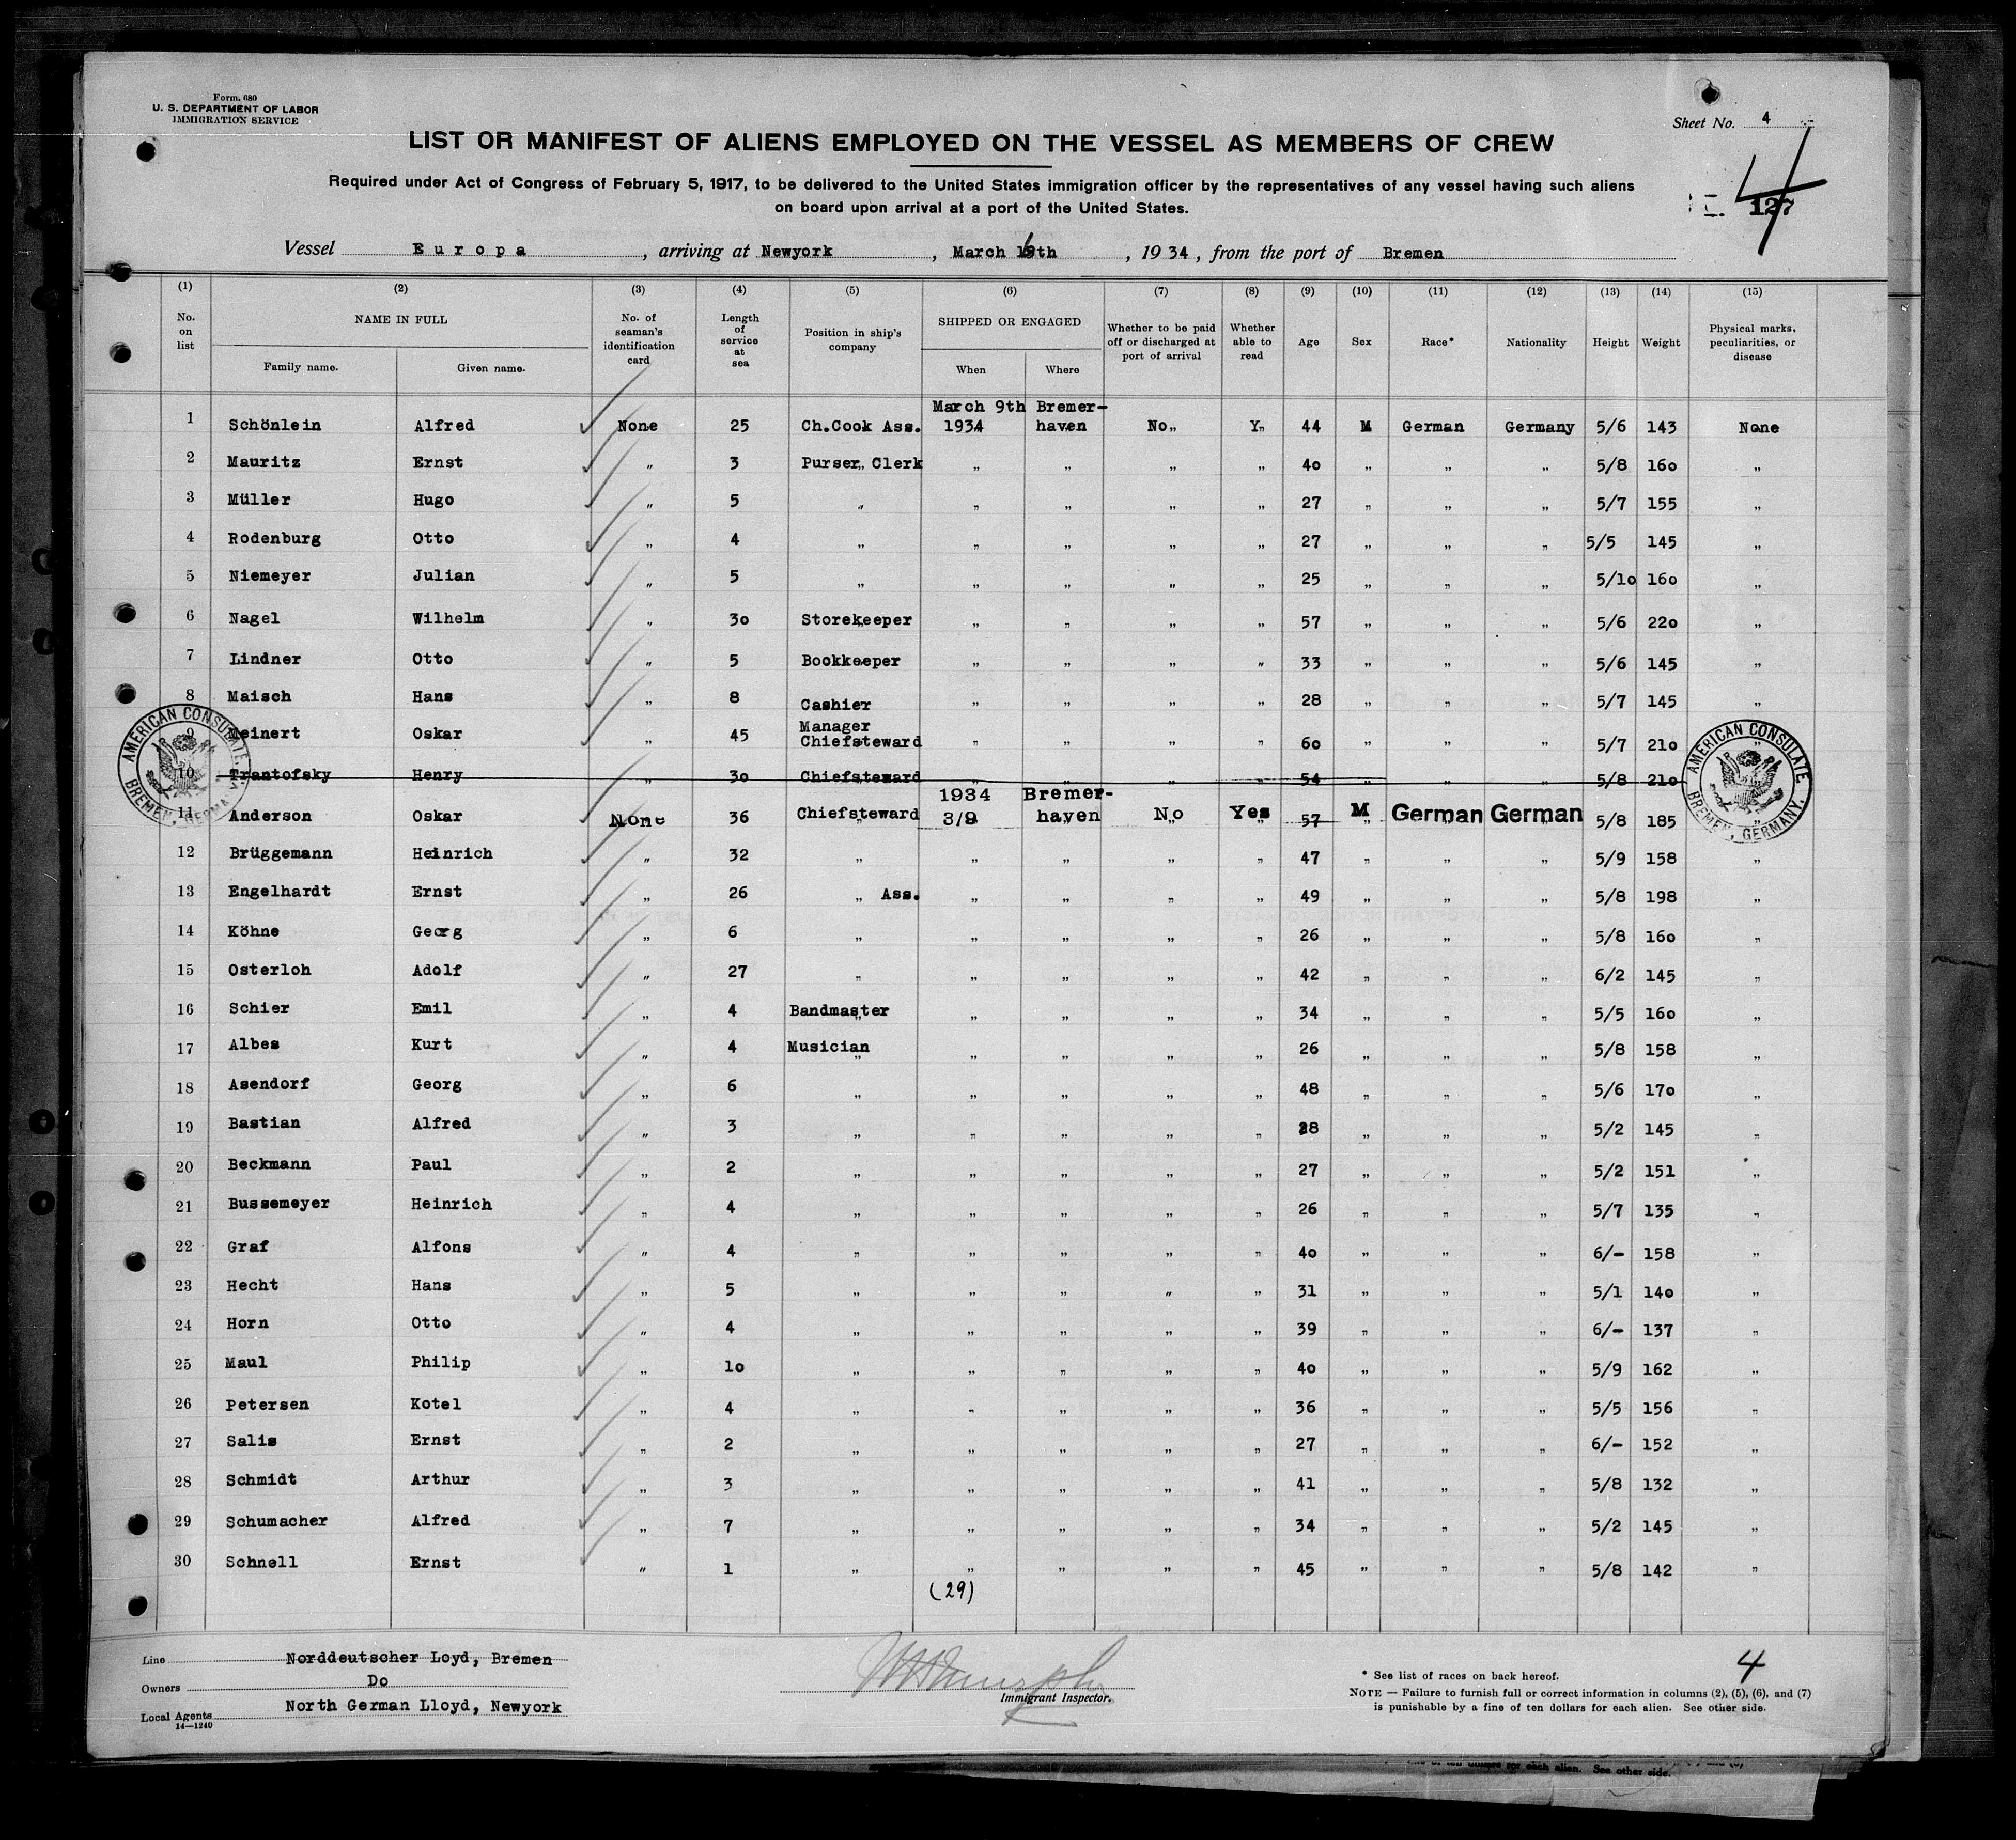 Form. 680
U. S. DEPARTMENT OF LABOR
IMMIGRATION SERVICE
Sheet No. 4
4
127
LIST OR MANIFEST OF ALIENS EMPLOYED ON THE VESSEL AS MEMBERS OF CREW
Required under Act of Congress of February 5, 1917, to be delivered to the United States immigration officer by the representatives of any vessel having such aliens
on board upon arrival at a port of the United States.
Vessel Europa, arriving at Newyork, March 16th, 1934, from the port of Bremen
(1) (2) (3) (4) (5) (6) (7) (8) (9) (10) (11) (12) (13) (14) (15)
No. on list | NAME IN FULL | Family name. | Given name. | No. of seaman's identification card | Length of service at sea | Position in ship's company | SHIPPED OR ENGAGED | When | Where | Whether to be paid off or discharged at port of arrival | Whether able to read | Age | Sex | Race* | Nationality | Height | Weight | Physical marks, peculiarities, or disease
1 Schönlein Alfred None 25 Ch.Cook Ass. March 9th 1934 Bremer-haven No„ Y„ 44 M German Germany 5/6 143 None
2 Mauritz Ernst „ 3 Purser„ Clerk „ „ „ „ 40 „ „ „ 5/8 160 „
3 Müller Hugo „ 5 „ „ „ „ „ 27 „ „ „ 5/7 155 „
4 Rodenburg Otto „ 4 „ „ „ „ „ 27 „ „ „ 5/5 145 „
5 Niemeyer Julian „ 5 „ „ „ „ „ 25 „ „ „ 5/10 160 „
6 Nagel Wilhelm „ 30 Storekeeper „ „ „ „ 57 „ „ „ 5/6 220 „
7 Lindner Otto „ 5 Bookkeeper „ „ „ „ 33 „ „ „ 5/6 145 „
8 Maisch Hans „ 8 Cashier „ „ „ „ 28 „ „ „ 5/7 145 „
9 Meinert Oskar „ 45 Manager Chiefsteward „ „ „ „ 60 „ „ „ 5/7 210 „
10 Trantofsky Henry „ 30 Chiefsteward „ „ „ „ 54 „ „ „ 5/8 210
11 Anderson Oskar None 36 Chiefsteward 1934 3/9 Bremer-haven No Yes 57 M German German 5/8 185 „
12 Brüggemann Heinrich „ 32 „ „ „ „ „ 47 „ „ „ 5/9 158 „
13 Engelhardt Ernst „ 26 „ Ass. „ „ „ „ 49 „ „ „ 5/8 198 „
14 Köhne Georg „ 6 „ „ „ „ „ 26 „ „ „ 5/8 160 „
15 Osterloh Adolf „ 27 „ „ „ „ „ 42 „ „ „ 6/2 145 „
16 Schier Emil „ 4 Bandmaster „ „ „ „ 34 „ „ „ 5/5 160 „
17 Albes Kurt „ 4 Musician „ „ „ „ 26 „ „ „ 5/8 158 „
18 Asendorf Georg „ 6 „ „ „ „ „ 48 „ „ „ 5/6 170 „
19 Bastian Alfred „ 3 „ „ „ „ „ 28 „ „ „ 5/2 145 „
20 Beckmann Paul „ 2 „ „ „ „ „ 27 „ „ „ 5/2 151 „
21 Bussemeyer Heinrich „ 4 „ „ „ „ „ 26 „ „ „ 5/7 135 „
22 Graf Alfons „ 4 „ „ „ „ „ 40 „ „ „ 6/- 158 „
23 Hecht Hans „ 5 „ „ „ „ „ 31 „ „ „ 5/1 140 „
24 Horn Otto „ 4 „ „ „ „ „ 39 „ „ „ 6/- 137 „
25 Maul Philip „ 10 „ „ „ „ „ 40 „ „ „ 5/9 162 „
26 Petersen Kotel „ 4 „ „ „ „ „ 36 „ „ „ 5/5 156 „
27 Salis Ernst „ 2 „ „ „ „ „ 27 „ „ „ 6/- 152 „
28 Schmidt Arthur „ 3 „ „ „ „ „ 41 „ „ „ 5/8 132 „
29 Schumacher Alfred „ 7 „ „ „ „ „ 34 „ „ „ 5/2 145 „
30 Schnell Ernst „ 1 „ „ „ „ „ 45 „ „ „ 5/8 142 „
(29)
AMERICAN CONSULATE, BREMEN, GERMANY.
AMERICAN CONSULATE, BREMEN, GERMANY.
Line Norddeutscher Loyd, Bremen
Owners Do
Local Agents North German Lloyd, Newyork
14—1240
Immigrant Inspector.
4
* See list of races on back hereof.
NOTE — Failure to furnish full or correct information in columns (2), (5), (6), and (7)
is punishable by a fine of ten dollars for each alien. See other side.
of ten dollars for each alien. See other side.